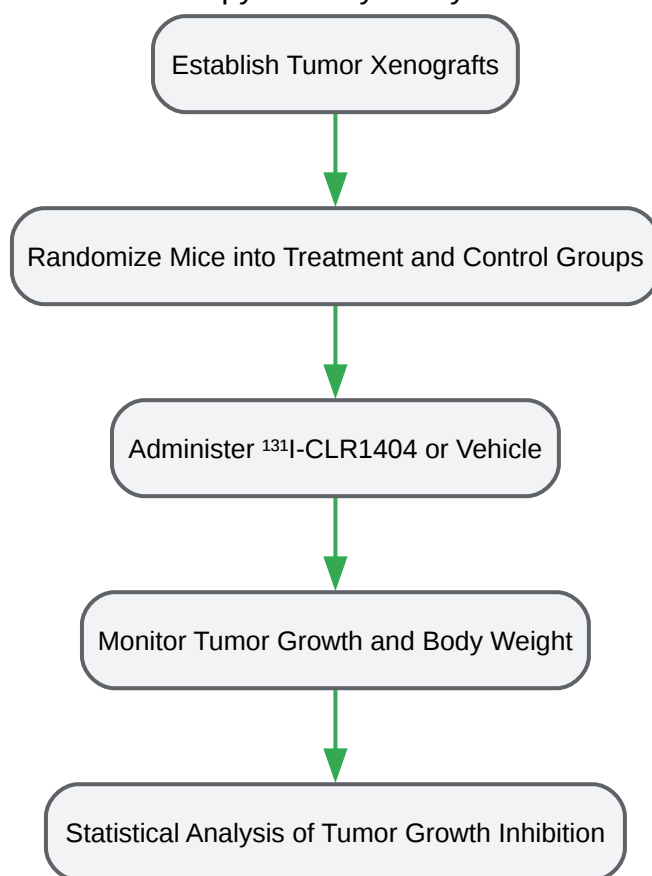 Establish Tumor Xenografts
Randomize Mice into Treatment and Control Groups
Administer ¹³¹I-CLR1404 or Vehicle
Monitor Tumor Growth and Body Weight
Statistical Analysis of Tumor Growth Inhibition